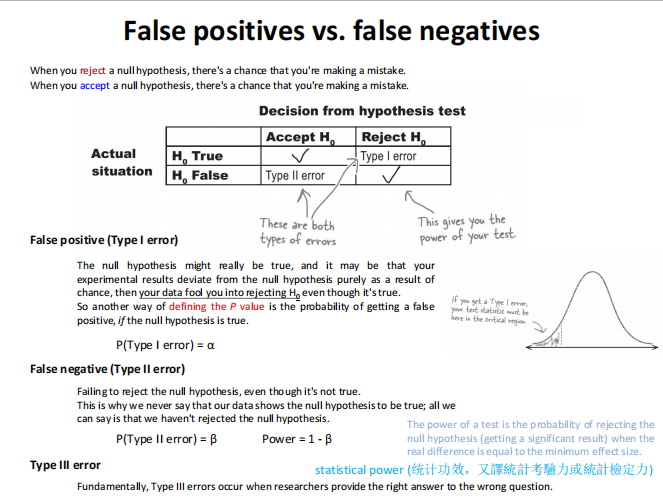 False positives vs. false negatives
When you reject a null hypothesis, there's a chance that you're making a mistake.
When you accept a null hypothesis, there's a chance that you're making a mistake.
Decision from hypothesis test
Accept H0 Reject H0
Actual situation
H0 True ✓ Type I error
H0 False Type II error ✓
These are both
types of errors
This gives you the
power of your test.
False positive (Type I error)
The null hypothesis might really be true, and it may be that your
experimental results deviate from the null hypothesis purely as a result of
chance, then your data fool you into rejecting H0 even though it's true.
So another way of defining the P value is the probability of getting a false
positive, if the null hypothesis is true.
If you get a Type I error,
your test statistic must be
here in the critical region
P(Type I error) = α
False negative (Type II error)
Failing to reject the null hypothesis, even though it's not true.
This is why we never say that our data shows the null hypothesis to be true; all we
can say is that we haven't rejected the null hypothesis.
P(Type II error) = β Power = 1 - β
The power of a test is the probability of rejecting the
null hypothesis (getting a significant result) when the
real difference is equal to the minimum effect size.
statistical power (统计功效，又譯統計考驗力或統計檢定力)
Type III error
Fundamentally, Type III errors occur when researchers provide the right answer to the wrong question.